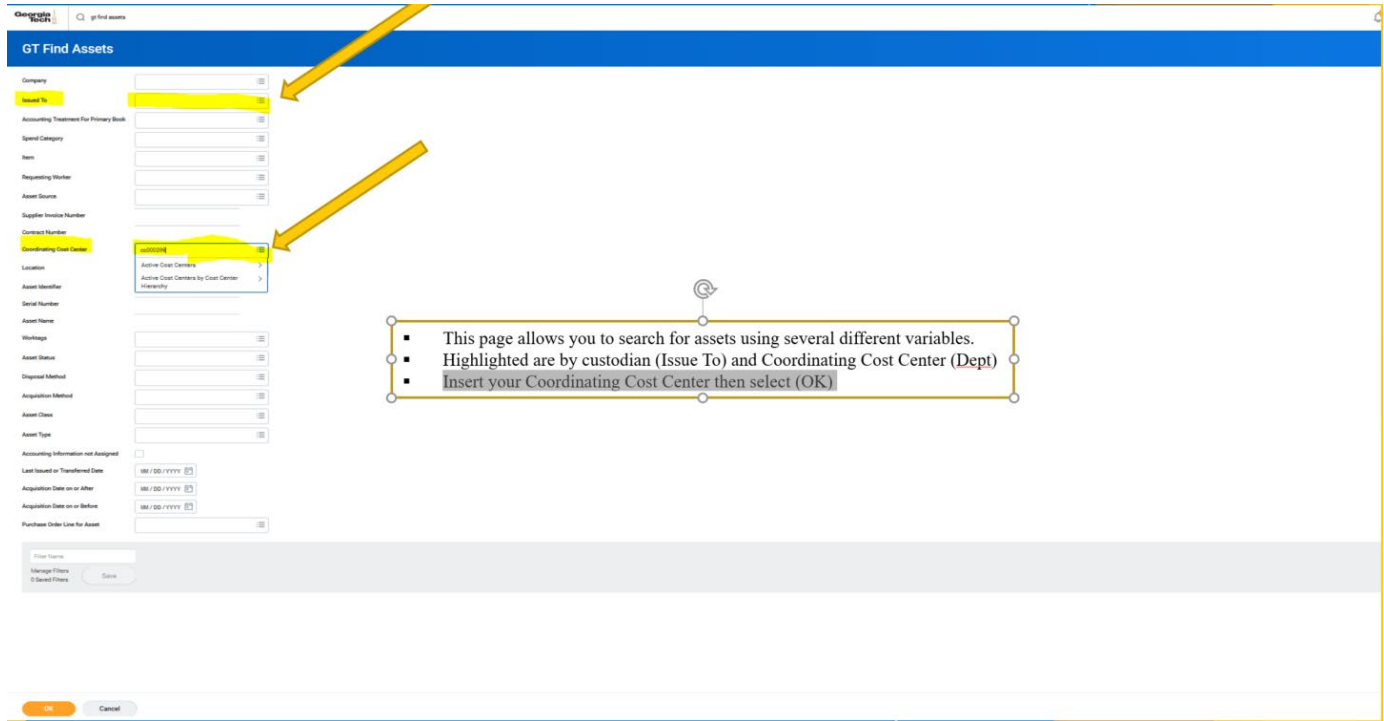 Georgia
Tech
gt find assets
GT Find Assets
Company
Issued To
Accounting Treatment For Primary Book
Spend Category
Item
Requesting Worker
Asset Source
Supplier Invoice Number
Contract Number
Coordinating Cost Center
cc000296
Location
Active Cost Centers
Active Cost Centers by Cost Center
Hierarchy
Asset Identifier
Serial Number
Asset Name
Worktags
Asset Status
Disposal Method
Acquisition Method
Asset Class
Asset Type
Accounting Information not Assigned
Last Issued or Transferred Date
MM / DD / YYYY
Acquisition Date on or After
MM / DD / YYYY
Acquisition Date on or Before
MM / DD / YYYY
Purchase Order Line for Asset
▪ This page allows you to search for assets using several different variables.
▪ Highlighted are by custodian (Issue To) and Coordinating Cost Center (Dept)
▪ Insert your Coordinating Cost Center then select (OK)
Filter Name
Manage Filters
0 Saved Filters
Save
OK
Cancel